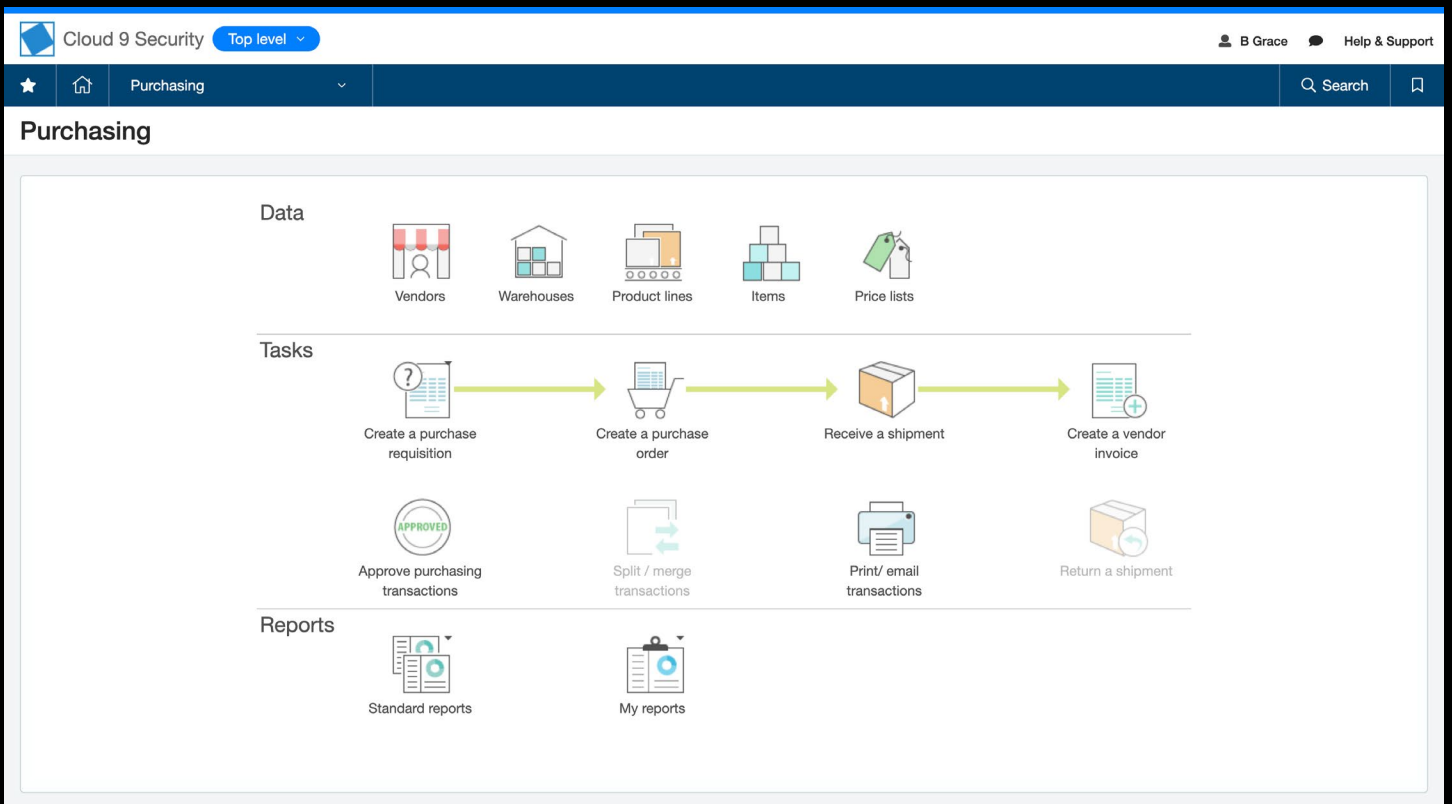 Cloud 9 Security Top level
B Grace Help & Support
Purchasing
Search
Purchasing
Data
Vendors Warehouses Product lines Items Price lists
Tasks
?
Create a purchase requisition
Create a purchase order
Receive a shipment
Create a vendor invoice
APPROVED
Approve purchasing transactions
Split / merge transactions
Print/ email transactions
Return a shipment
Reports
Standard reports My reports